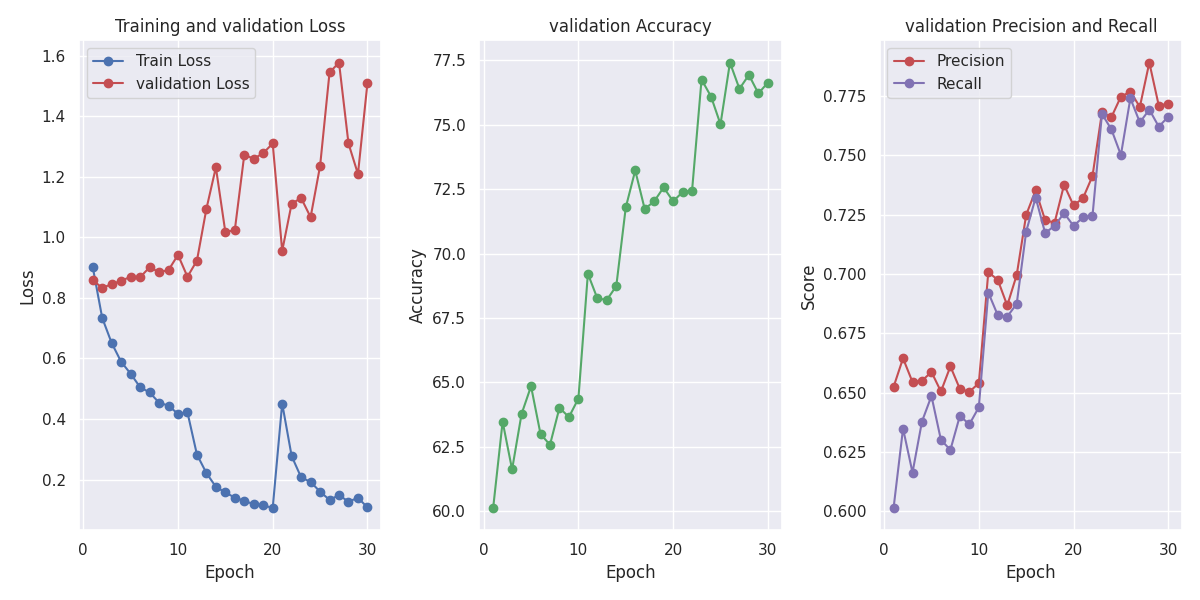 Training and validation Loss
Train Loss
validation Loss
1.6
1.4
1.2
1.0
0.8
0.6
0.4
0.2
Loss
0
10
20
30
Epoch
validation Accuracy
77.5
75.0
72.5
70.0
67.5
65.0
62.5
60.0
Accuracy
0
10
20
30
Epoch
validation Precision and Recall
Precision
Recall
0.775
0.750
0.725
0.700
0.675
0.650
0.625
0.600
Score
0
10
20
30
Epoch